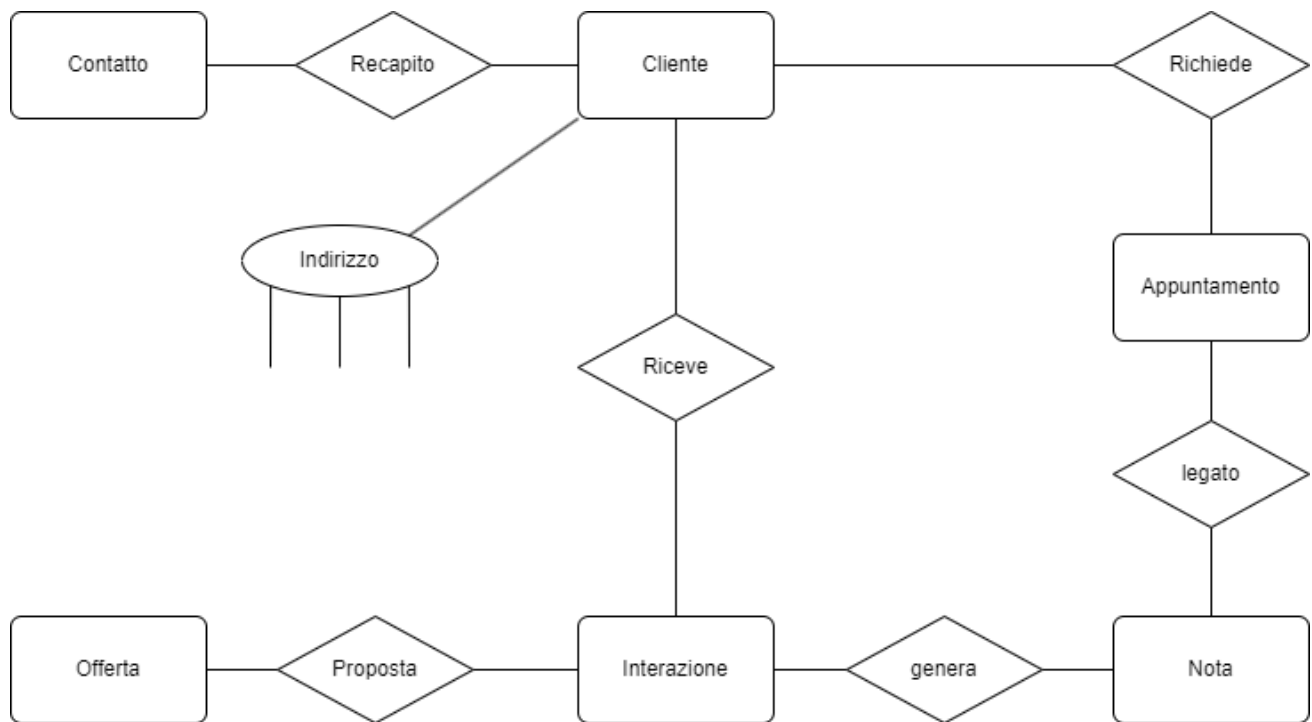 Contatto
Recapito
Cliente
Richiede
Indirizzo
Appuntamento
Riceve
legato
Offerta
Proposta
Interazione
genera
Nota